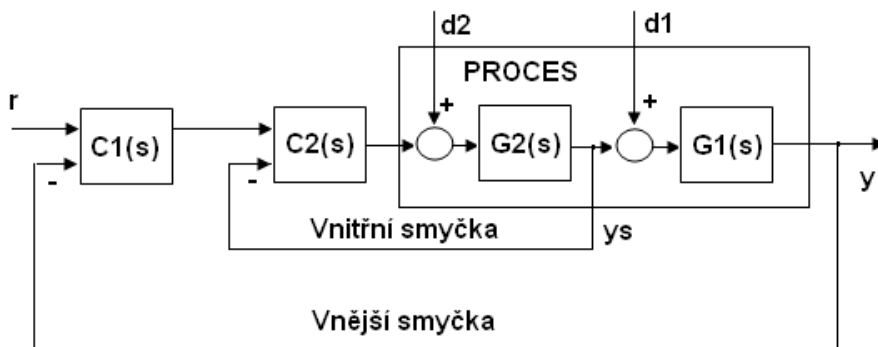 d2
d1
PROCES
r
+
+
C1(s)
C2(s)
G2(s)
G1(s)
-
-
y
Vnitřní smyčka
ys
Vnější smyčka